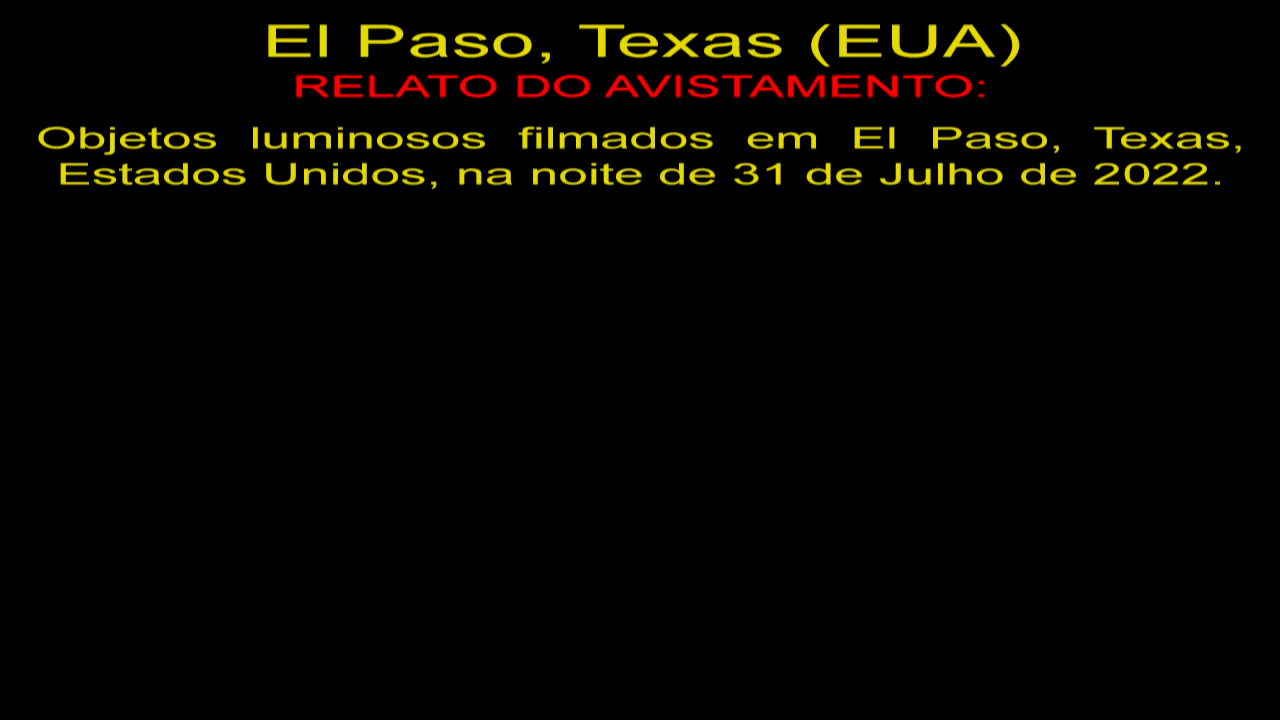 El Paso, Texas (EUA)
RELATO DO AVISTAMENTO:
Objetos luminosos filmados em El Paso, Texas,
Estados Unidos, na noite de 31 de Julho de 2022.